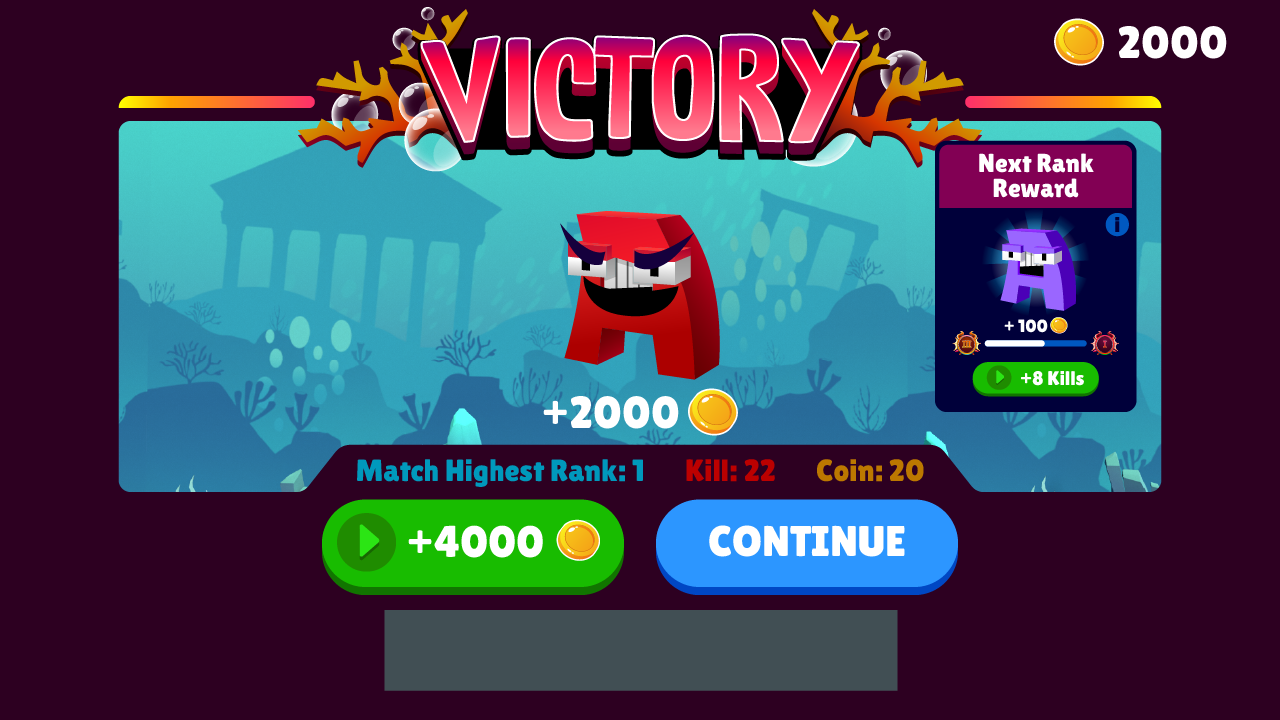 VICTORY
2000
Next Rank
Reward
i
+ 100
III
I
+8 Kills
+2000
Match Highest Rank: 1 Kill: 22 Coin: 20
+4000
CONTINUE